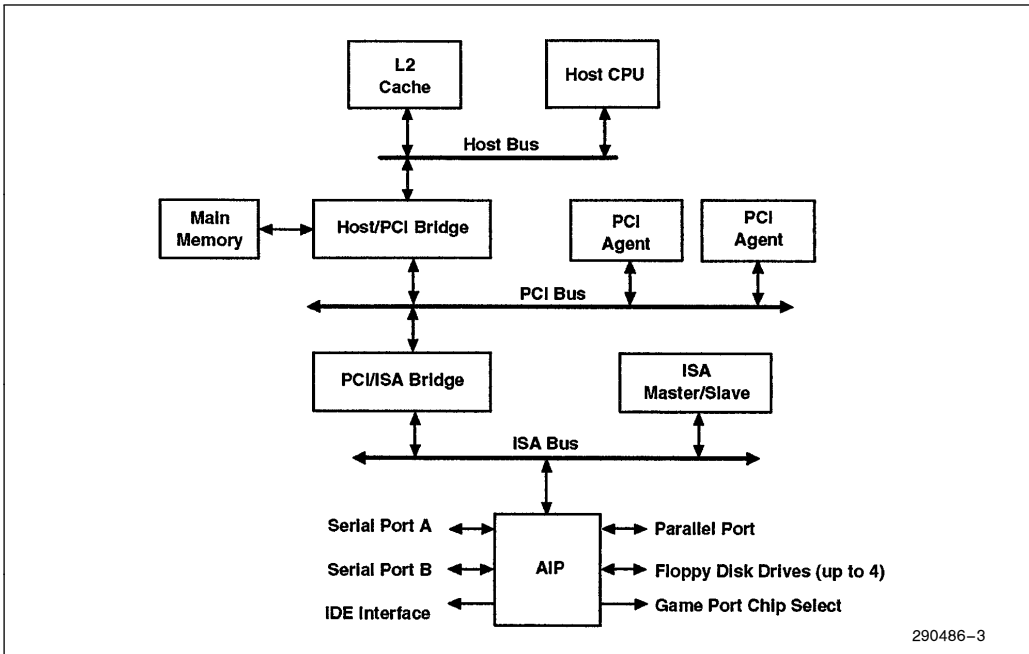 L2
Cache
Host CPU
Host Bus
Main
Memory
Host/PCI Bridge
PCI
Agent
PCI
Agent
PCI Bus
PCI/ISA Bridge
ISA
Master/Slave
ISA Bus
Serial Port A
Serial Port B
IDE Interface
AIP
Parallel Port
Floppy Disk Drives (up to 4)
Game Port Chip Select
290486–3